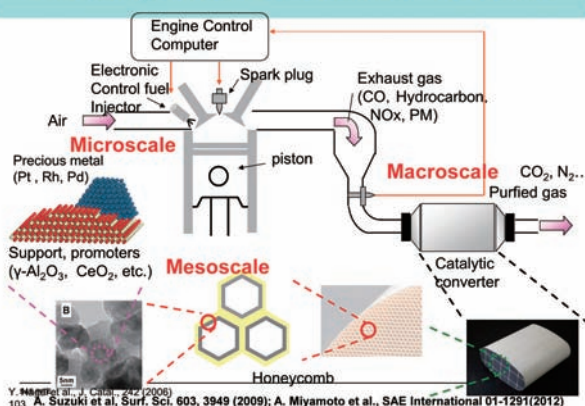 Engine Control
Computer
Electronic
Control fuel
Injector
Spark plug
Exhaust gas
(CO, Hydrocarbon,
NOx, PM)
Air
Microscale
Precious metal
(Pt , Rh, Pd)
piston
Macroscale
CO₂, N₂..
Purfied gas
Support, promoters
(γ-Al₂O₃, CeO₂, etc.)
Mesoscale
Catalytic
converter
B
5nm
Honeycomb
Y. et al., J. Catal., 242 (2006)
103 A. Suzuki et al, Surf. Sci. 603, 3949 (2009); A. Miyamoto et al., SAE International 01-1291(2012)